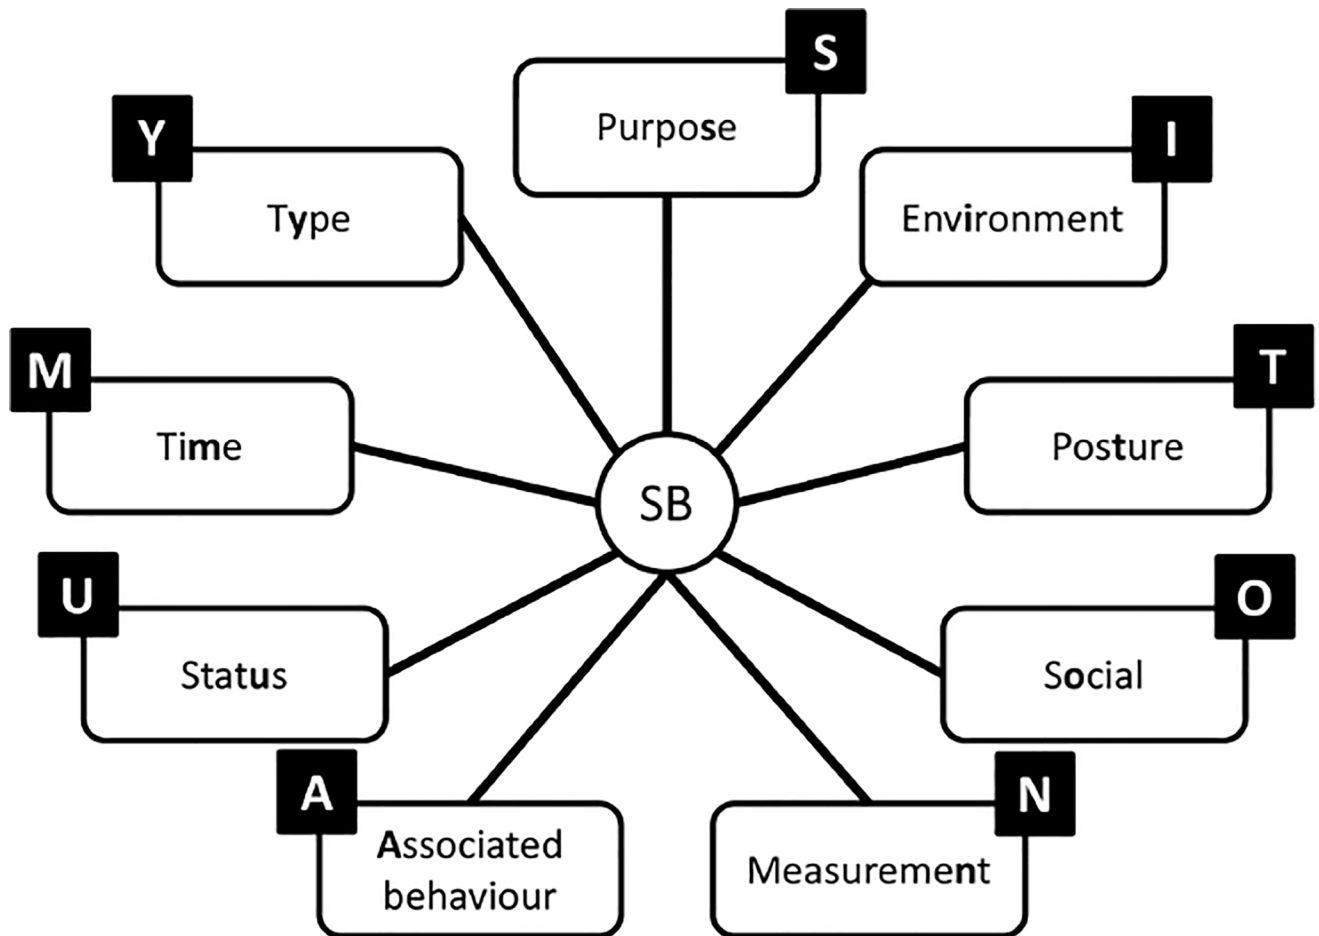 S
Purpose
I
Environment
T
Posture
O
Social
N
Measurement
A
Associated
behaviour
U
Status
M
Time
Y
Type
SB